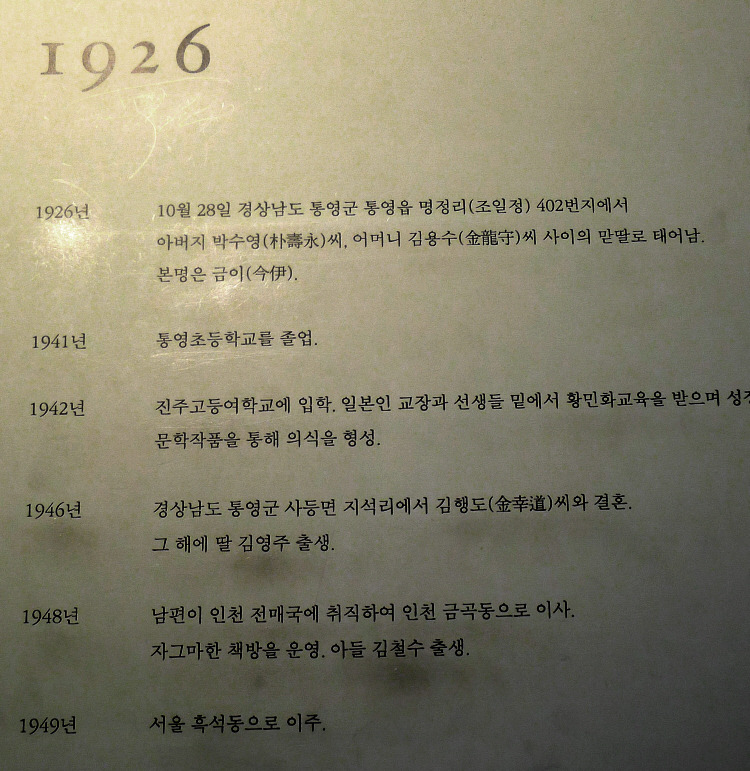 1926
1926년 10월 28일 경상남도 통영군 통영읍 명정리(조일정) 402번지에서
아버지 박수영(朴壽永)씨, 어머니 김용수(金龍守)씨 사이의 맏딸로 태어남.
본명은 금이(今伊).
1941년 통영초등학교를 졸업.
1942년 진주고등여학교에 입학. 일본인 교장과 선생들 밑에서 황민화교육을 받으며
문학작품을 통해 의식을 형성.
1946년 경상남도 통영군 사등면 지석리에서 김행도(金幸道)씨와 결혼.
그 해에 딸 김영주 출생.
1948년 남편이 인천 전매국에 취직하여 인천 금곡동으로 이사.
자그마한 책방을 운영. 아들 김철수 출생.
1949년 서울 흑석동으로 이주.